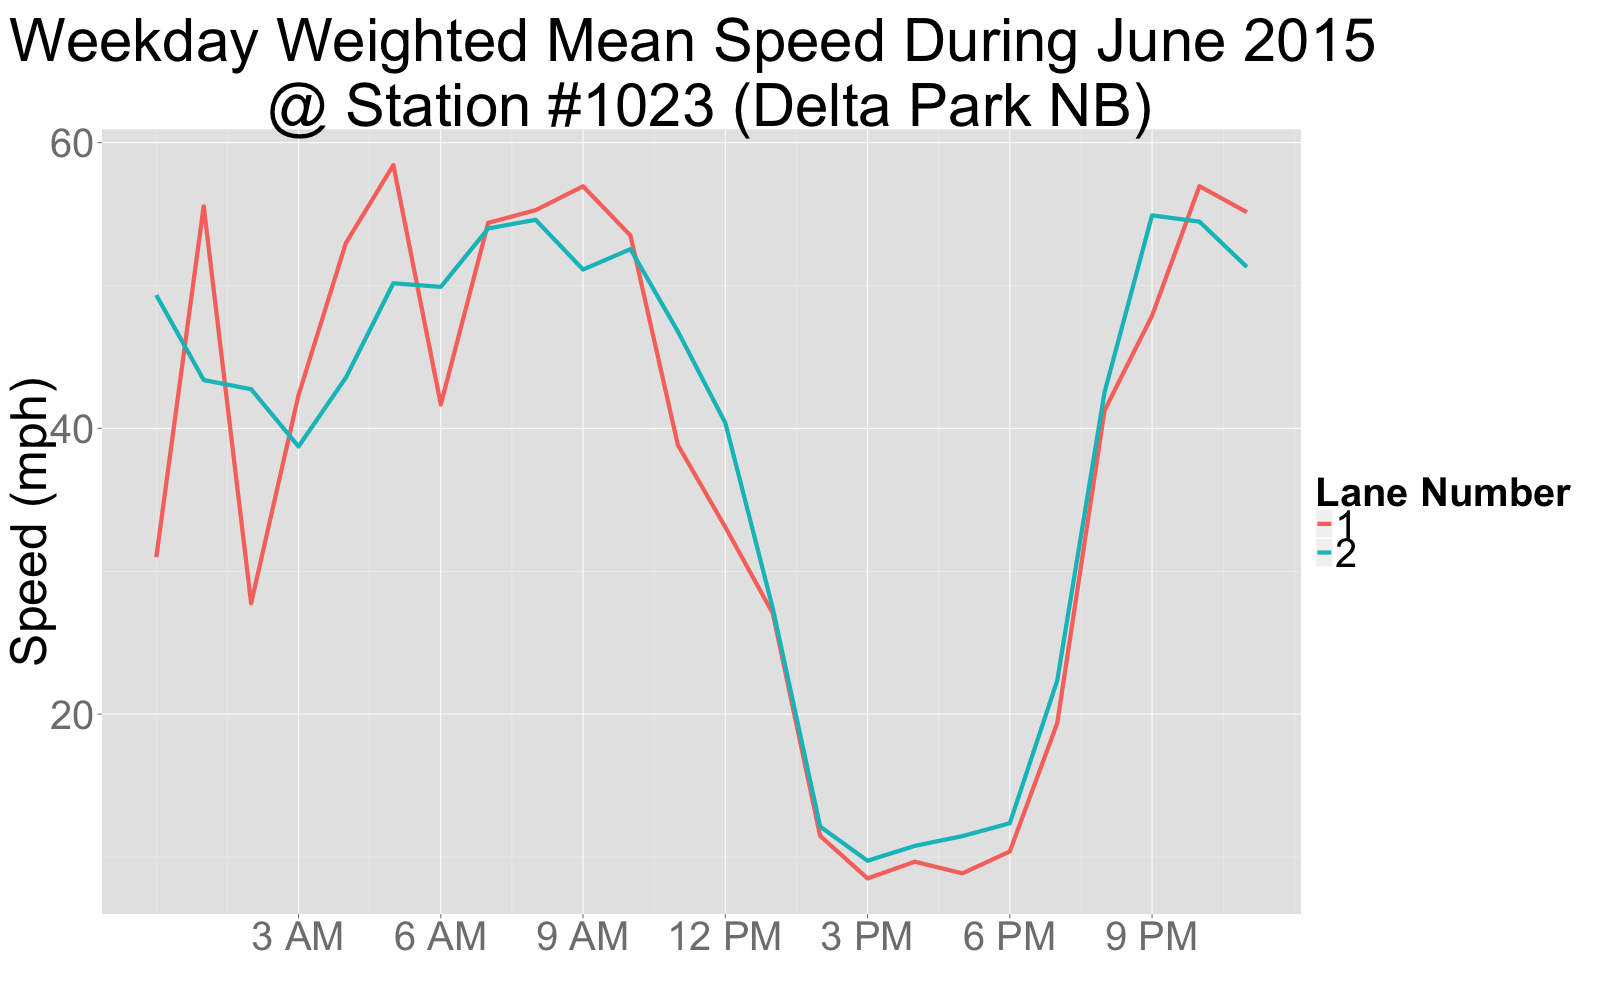 Weekday Weighted Mean Speed During June 2015
@ Station #1023 (Delta Park NB)
60
40
20
Speed (mph)
3 AM 6 AM 9 AM 12 PM 3 PM 6 PM 9 PM
Lane Number
1
2